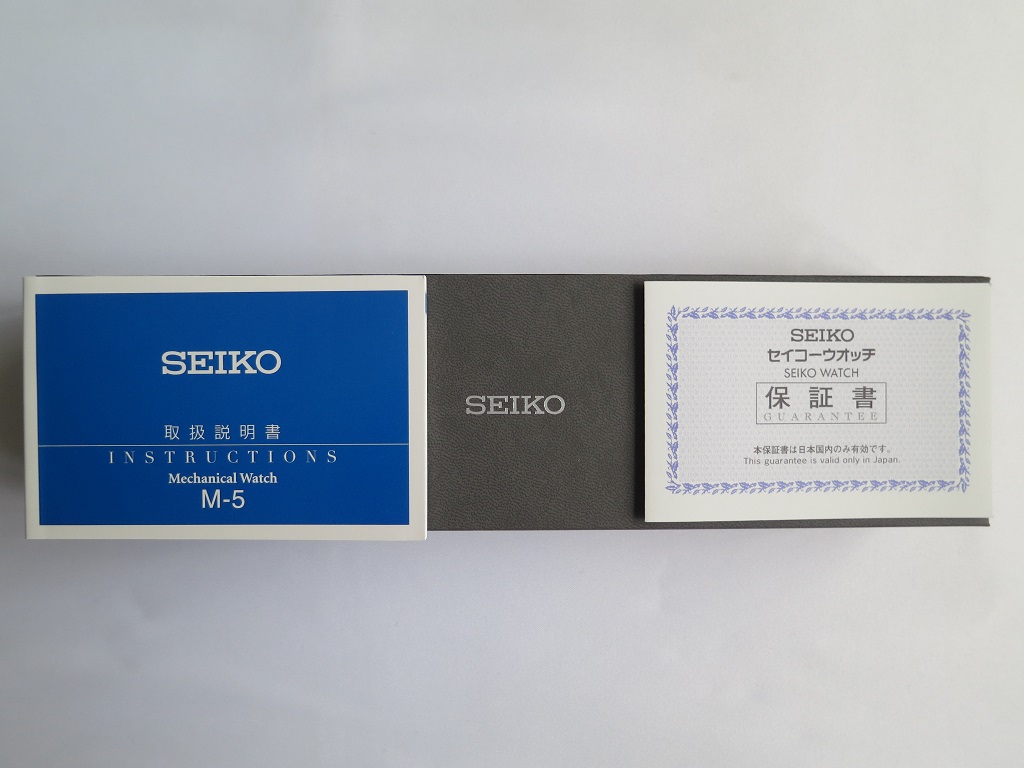 SEIKO
取扱説明書
INSTRUCTIONS
Mechanical Watch
M-5
SEIKO
SEIKO
セイコーウオッチ
SEIKO WATCH
保証書
GUARANTEE
本保証書は日本国内のみ有効です。
This guarantee is valid only in Japan.